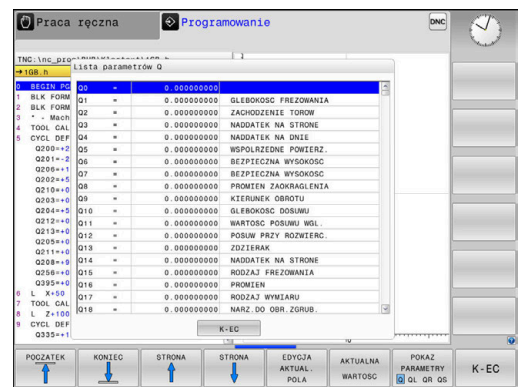 Praca ręczna
Programowanie
DNC
TNC:\nc_prog\
→1GB.h
Lista parametrów Q
0 BEGIN PG
1 BLK FORM
2 BLK FORM
3 * - Mach
4 TOOL CAL
5 CYCL DEF
Q200=+2
Q201=-2
Q206=+1
Q202=+5
Q210=+0
Q203=+0
Q204=+5
Q212=+0
Q213=+0
Q205=+0
Q211=+0
Q208=+9
Q256=+0
Q395=+0
6 L X+50
7 TOOL CAL
8 L Z+100
9 CYCL DEF
Q335=+1
Q0 = 0.000000000
Q1 = 0.000000000 GLEBOKOSC FREZOWANIA
Q2 = 0.000000000 ZACHODZENIE TOROW
Q3 = 0.000000000 NADDATEK NA STRONE
Q4 = 0.000000000 NADDATEK NA DNIE
Q5 = 0.000000000 WSPOLRZEDNE POWIERZ.
Q6 = 0.000000000 BEZPIECZNA WYSOKOSC
Q7 = 0.000000000 BEZPIECZNA WYSOKOSC
Q8 = 0.000000000 PROMIEN ZAOKRAGLENIA
Q9 = 0.000000000 KIERUNEK OBROTU
Q10 = 0.000000000 GLEBOKOSC DOSUWU
Q11 = 0.000000000 WARTOSC POSUWU WGL.
Q12 = 0.000000000 POSUW PRZY ROZWIERC.
Q13 = 0.000000000 ZDZIERAK
Q14 = 0.000000000 NADDATEK NA STRONE
Q15 = 0.000000000 RODZAJ FREZOWANIA
Q16 = 0.000000000 PROMIEN
Q17 = 0.000000000 RODZAJ WYMIARU
Q18 = 0.000000000 NARZ.DO OBR.ZGRUB.
K-EC
POCZATEK
KONIEC
STRONA
STRONA
EDYCJA
AKTUAL.
POLA
AKTUALNA
WARTOSC
POKAZ
PARAMETRY
Q QL QR QS
K-EC